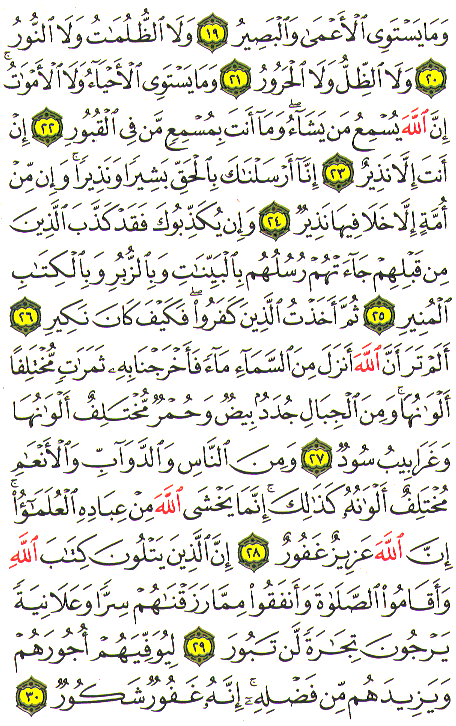 وَمَا يَسْتَوِى ٱلْأَعْمَىٰ وَٱلْبَصِيرُ ١٩ وَلَا ٱلظُّلُمَٰتُ وَلَا ٱلنُّورُ
٢٠ وَلَا ٱلظِّلُّ وَلَا ٱلْحَرُورُ ٢١ وَمَا يَسْتَوِى ٱلْأَحْيَآءُ وَلَا ٱلْأَمْوَٰتُ ۚ
إِنَّ ٱللَّهَ يُسْمِعُ مَن يَشَآءُ ۖ وَمَآ أَنتَ بِمُسْمِعٍ مَّن فِى ٱلْقُبُورِ ٢٢ إِنْ
أَنتَ إِلَّا نَذِيرٌ ٢٣ إِنَّآ أَرْسَلْنَٰكَ بِٱلْحَقِّ بَشِيرًا وَنَذِيرًا ۚ وَإِن مِّنْ
أُمَّةٍ إِلَّا خَلَا فِيهَا نَذِيرٌ ٢٤ وَإِن يُكَذِّبُوكَ فَقَدْ كَذَّبَ ٱلَّذِينَ
مِن قَبْلِهِمْ جَآءَتْهُمْ رُسُلُهُم بِٱلْبَيِّنَٰتِ وَبِٱلزُّبُرِ وَبِٱلْكِتَٰبِ
ٱلْمُنِيرِ ٢٥ ثُمَّ أَخَذْتُ ٱلَّذِينَ كَفَرُوا۟ ۖ فَكَيْفَ كَانَ نَكِيرِ ٢٦
أَلَمْ تَرَ أَنَّ ٱللَّهَ أَنزَلَ مِنَ ٱلسَّمَآءِ مَآءً فَأَخْرَجْنَا بِهِۦ ثَمَرَٰتٍ مُّخْتَلِفًا
أَلْوَٰنُهَا ۚ وَمِنَ ٱلْجِبَالِ جُدَدٌۢ بِيضٌ وَحُمْرٌ مُّخْتَلِفٌ أَلْوَٰنُهَا
وَغَرَابِيبُ سُودٌ ٢٧ وَمِنَ ٱلنَّاسِ وَٱلدَّوَآبِّ وَٱلْأَنْعَٰمِ
مُخْتَلِفٌ أَلْوَٰنُهُۥ كَذَٰلِكَ ۗ إِنَّمَا يَخْشَى ٱللَّهَ مِنْ عِبَادِهِ ٱلْعُلَمَٰٓؤُا۟ ۗ
إِنَّ ٱللَّهَ عَزِيزٌ غَفُورٌ ٢٨ إِنَّ ٱلَّذِينَ يَتْلُونَ كِتَٰبَ ٱللَّهِ
وَأَقَامُوا۟ ٱلصَّلَوٰةَ وَأَنفَقُوا۟ مِمَّا رَزَقْنَٰهُمْ سِرًّا وَعَلَانِيَةً
يَرْجُونَ تِجَٰرَةً لَّن تَبُورَ ٢٩ لِيُوَفِّيَهُمْ أُجُورَهُمْ
وَيَزِيدَهُم مِّن فَضْلِهِۦٓ ۚ إِنَّهُۥ غَفُورٌ شَكُورٌ ٣٠